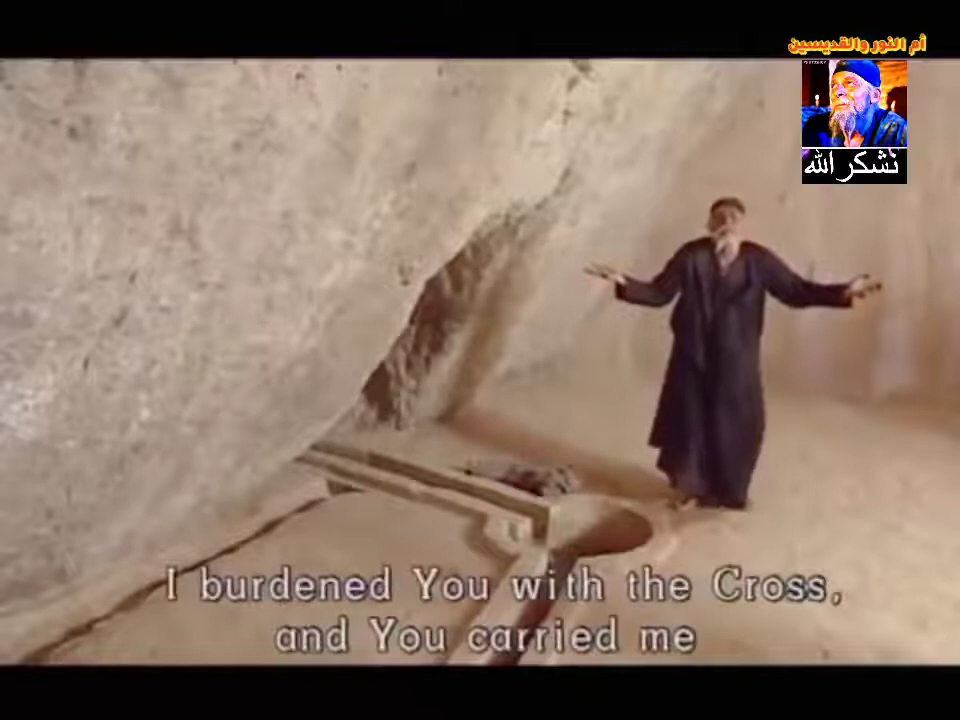 أم النور والقديسين
نشكر الله
I burdened You with the Cross,
and You carried me